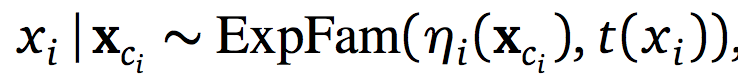 x_i | 𝐱_{c_i} ∼ ExpFam(η_i(𝐱_{c_i}), t(x_i)),